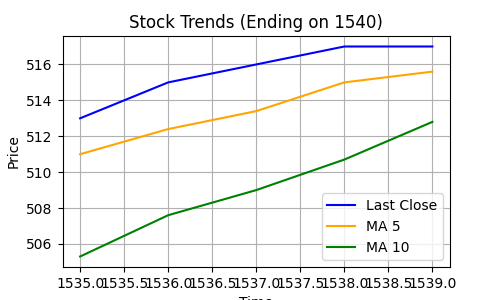 Stock Trends (Ending on 1540)
516
514
512
510
508
506
Price
Last Close
MA 5
MA 10
1535.0 1535.5 1536.0 1536.5 1537.0 1537.5 1538.0 1538.5 1539.0
Time